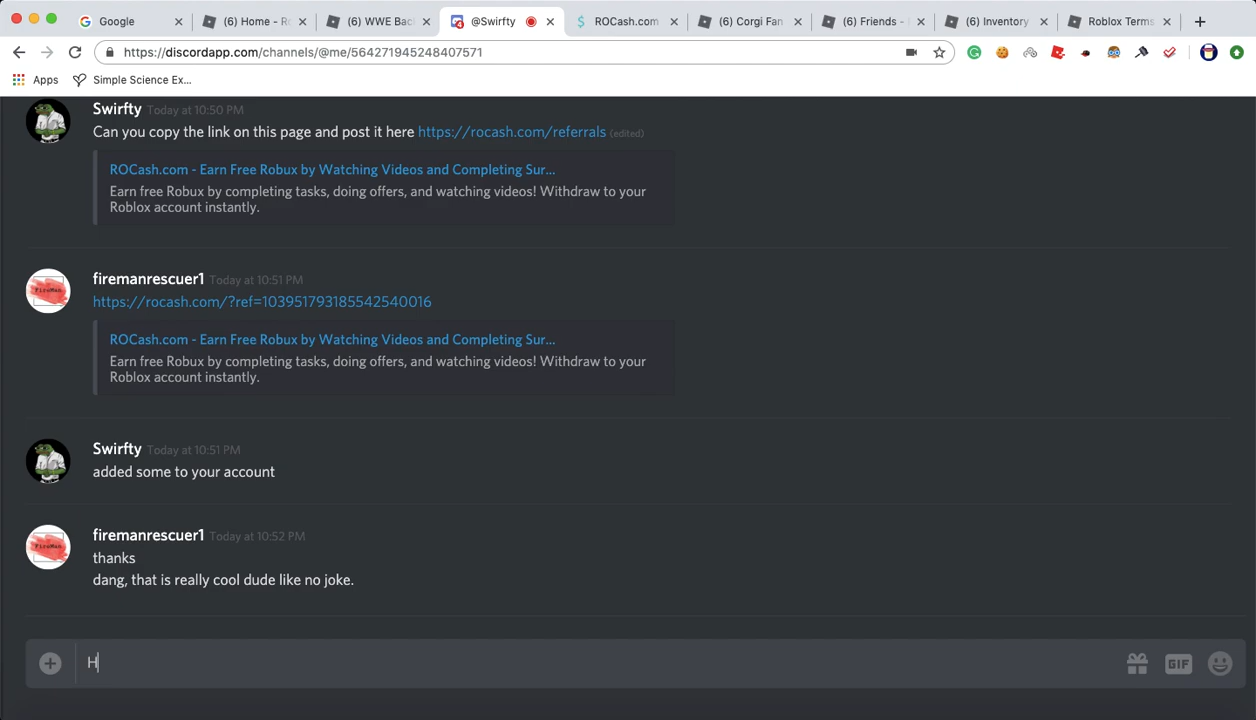 Google
(6) Home - Ro
(6) WWE Bac
@Swirfty
ROCash.com
(6) Corgi Fan
(6) Friends -
(6) Inventory
Roblox Terms
https://discordapp.com/channels/@me/564271945248407571
Apps
Simple Science Ex...
Swirfty Today at 10:50 PM
Can you copy the link on this page and post it here https://rocash.com/referrals (edited)
ROCash.com - Earn Free Robux by Watching Videos and Completing Sur...
Earn free Robux by completing tasks, doing offers, and watching videos! Withdraw to your
Roblox account instantly.
firemanrescuer1 Today at 10:51 PM
https://rocash.com/?ref=103951793185542540016
ROCash.com - Earn Free Robux by Watching Videos and Completing Sur...
Earn free Robux by completing tasks, doing offers, and watching videos! Withdraw to your
Roblox account instantly.
Swirfty Today at 10:51 PM
added some to your account
FireMan
firemanrescuer1 Today at 10:52 PM
thanks
dang, that is really cool dude like no joke.
H
GIF